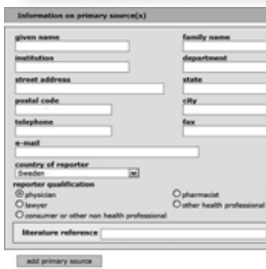 Information on primary source(s)
given name family name
institution department
street address state
postal code city
telephone fax
e-mail
country of reporter
Sweden
reporter qualification
physician pharmacist
lawyer other health professional
consumer or other non health professional
literature reference
add primary source